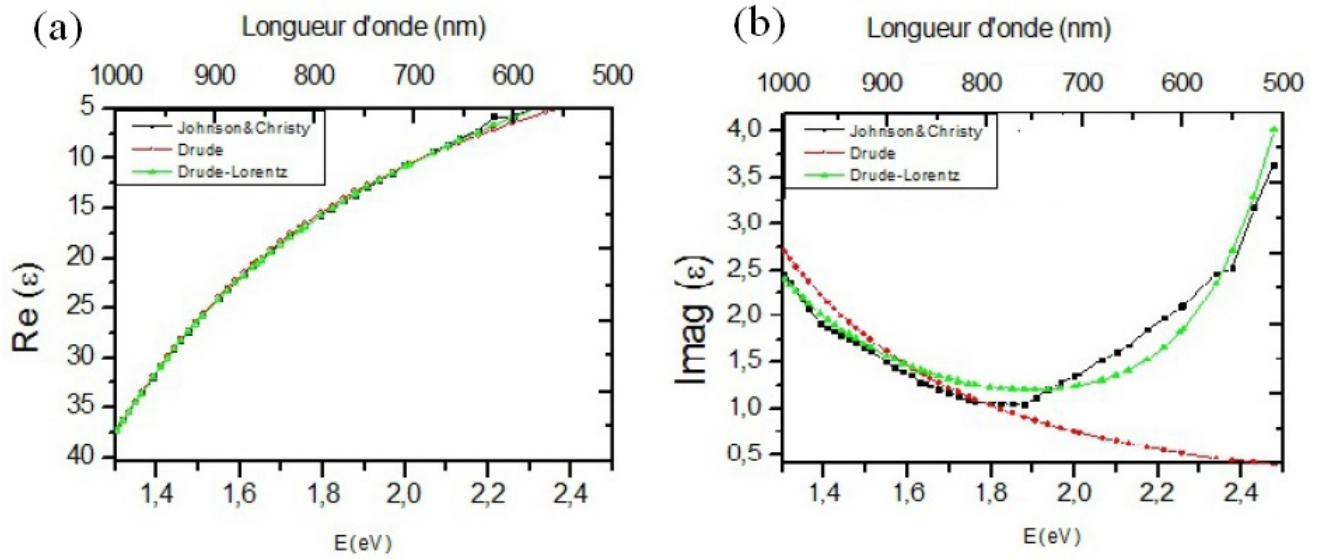 (a)
Longueur d'onde (nm)
1000 900 800 700 600 500
5
10
15
20
25
30
35
40
Re (ε)
Johnson&Christy
Drude
Drude-Lorentz
1,4 1,6 1,8 2,0 2,2 2,4
E(eV)
(b)
Longueur d'onde (nm)
1000 900 800 700 600 500
4,0
3,5
3,0
2,5
2,0
1,5
1,0
0,5
Imag (ε)
Johnson&Christy
Drude
Drude-Lorentz
1,4 1,6 1,8 2,0 2,2 2,4
E(eV)